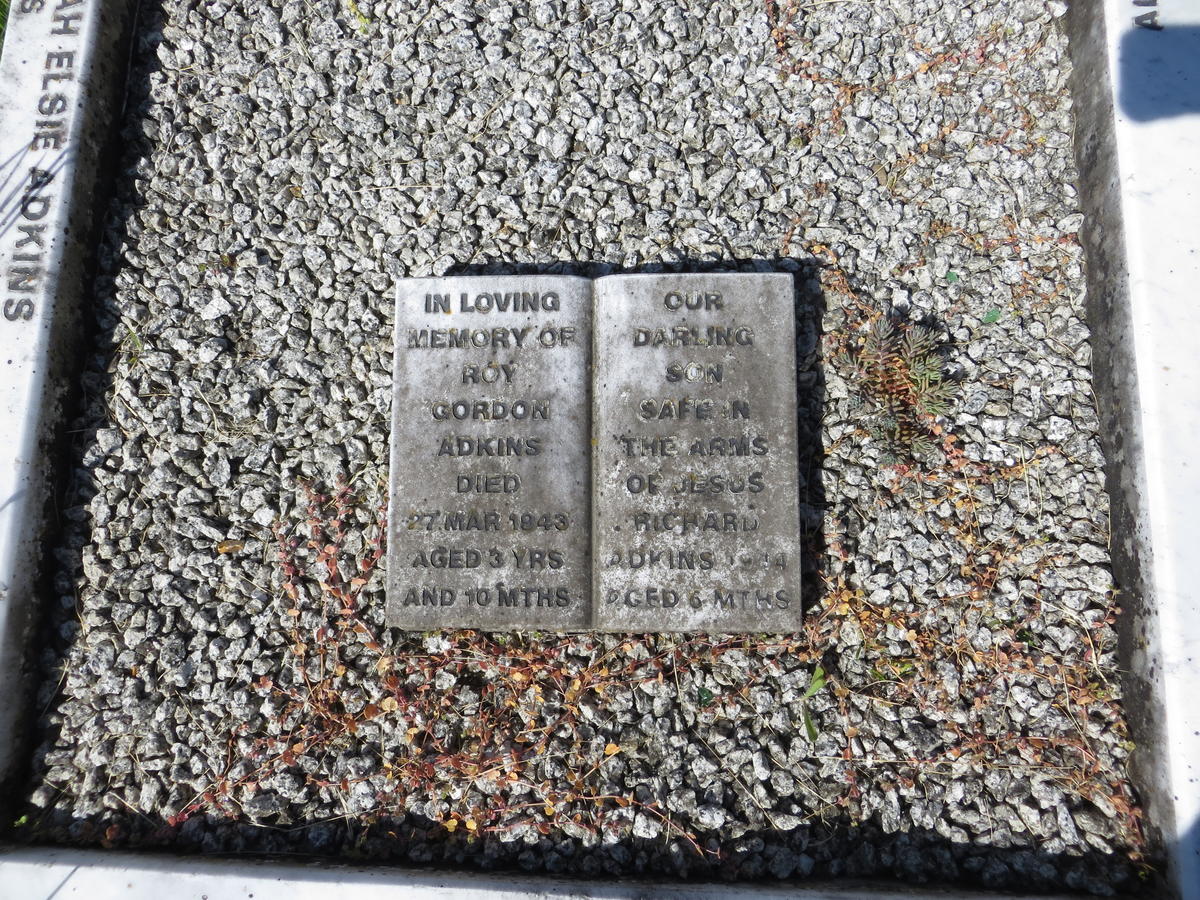 AH ELSIE ADKINS
IN LOVING
MEMORY OF
ROY
GORDON
ADKINS
DIED
27 MAR 1943
AGED 3 YRS
AND 10 MTHS
OUR
DARLING
SON
SAFE IN
THE ARMS
OF JESUS
RICHARD
ADKINS 1944
AGED 6 MTHS